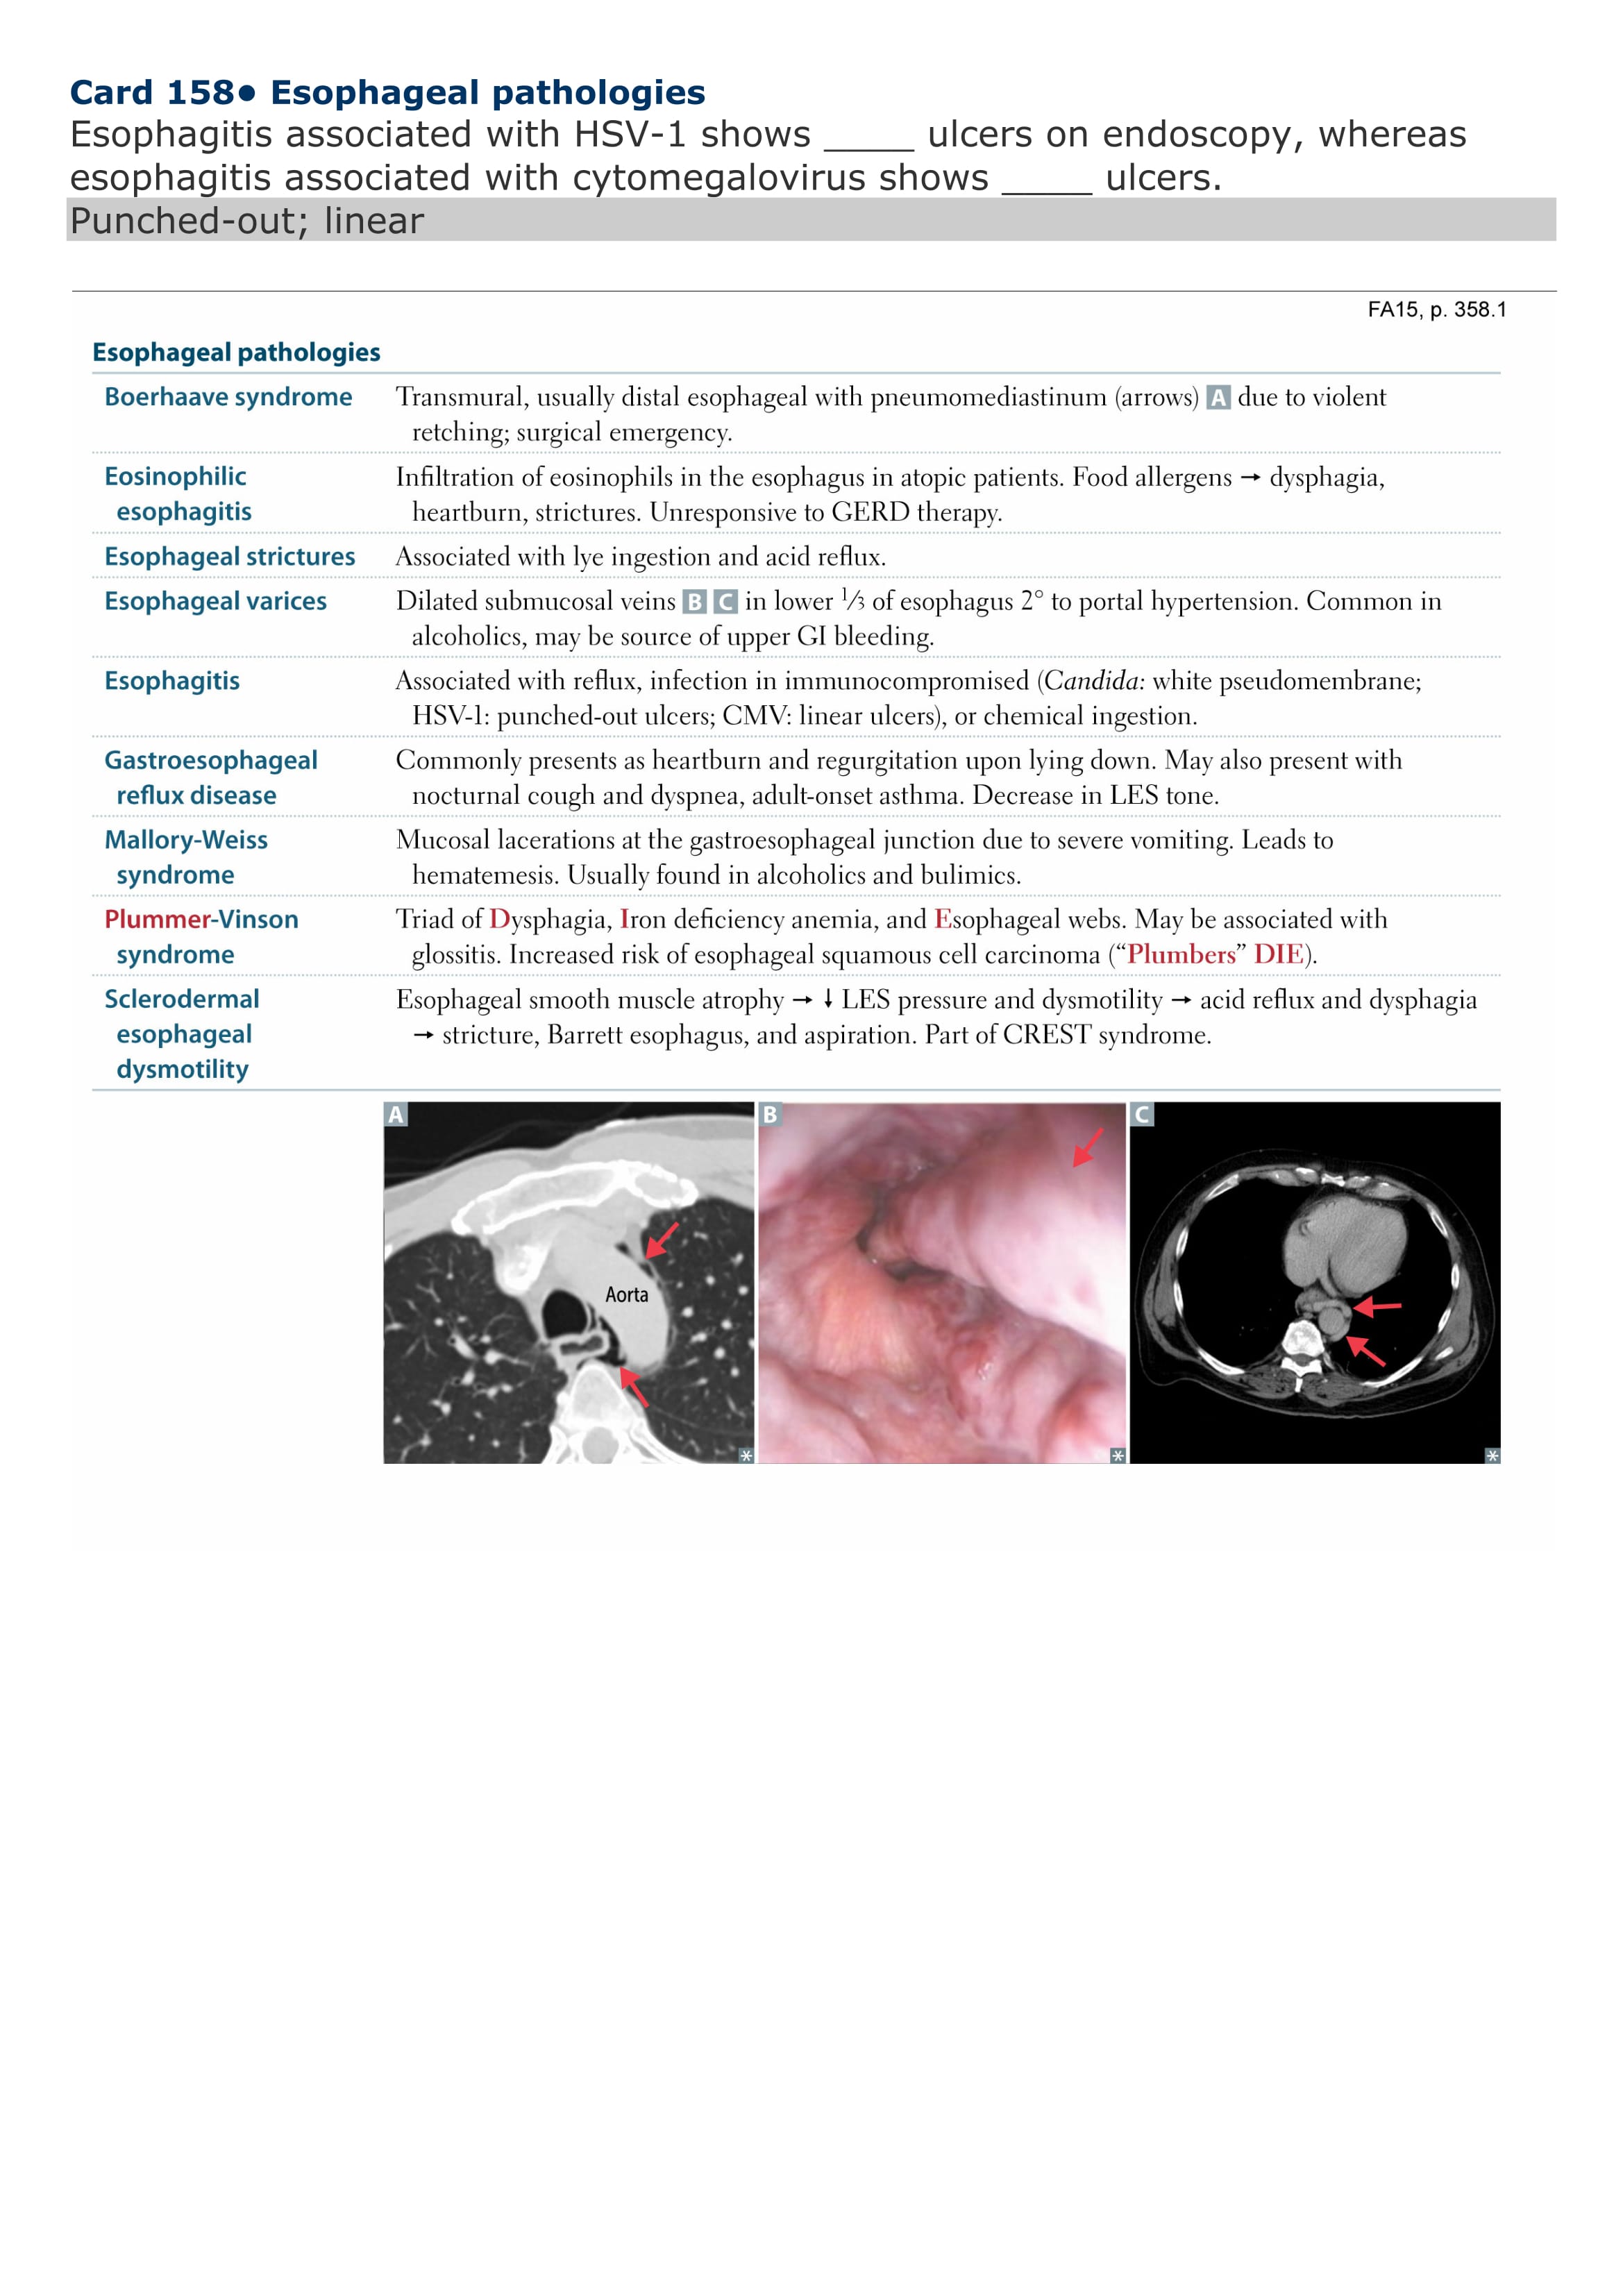 Card 158• Esophageal pathologies
Esophagitis associated with HSV-1 shows _____ ulcers on endoscopy, whereas
esophagitis associated with cytomegalovirus shows _____ ulcers.
Punched-out; linear
FA15, p. 358.1
Esophageal pathologies
Boerhaave syndrome Transmural, usually distal esophageal with pneumomediastinum (arrows) A due to violent
retching; surgical emergency.
Eosinophilic Infiltration of eosinophils in the esophagus in atopic patients. Food allergens → dysphagia,
esophagitis heartburn, strictures. Unresponsive to GERD therapy.
Esophageal strictures Associated with lye ingestion and acid reflux.
Esophageal varices Dilated submucosal veins B C in lower 1/3 of esophagus 2° to portal hypertension. Common in
alcoholics, may be source of upper GI bleeding.
Esophagitis Associated with reflux, infection in immunocompromised (Candida: white pseudomembrane;
HSV-1: punched-out ulcers; CMV: linear ulcers), or chemical ingestion.
Gastroesophageal Commonly presents as heartburn and regurgitation upon lying down. May also present with
reflux disease nocturnal cough and dyspnea, adult-onset asthma. Decrease in LES tone.
Mallory-Weiss Mucosal lacerations at the gastroesophageal junction due to severe vomiting. Leads to
syndrome hematemesis. Usually found in alcoholics and bulimics.
Plummer-Vinson Triad of Dysphagia, Iron deficiency anemia, and Esophageal webs. May be associated with
syndrome glossitis. Increased risk of esophageal squamous cell carcinoma (“Plumbers” DIE).
Sclerodermal Esophageal smooth muscle atrophy → ↓ LES pressure and dysmotility → acid reflux and dysphagia
esophageal → stricture, Barrett esophagus, and aspiration. Part of CREST syndrome.
dysmotility
A B C
Aorta
* * *